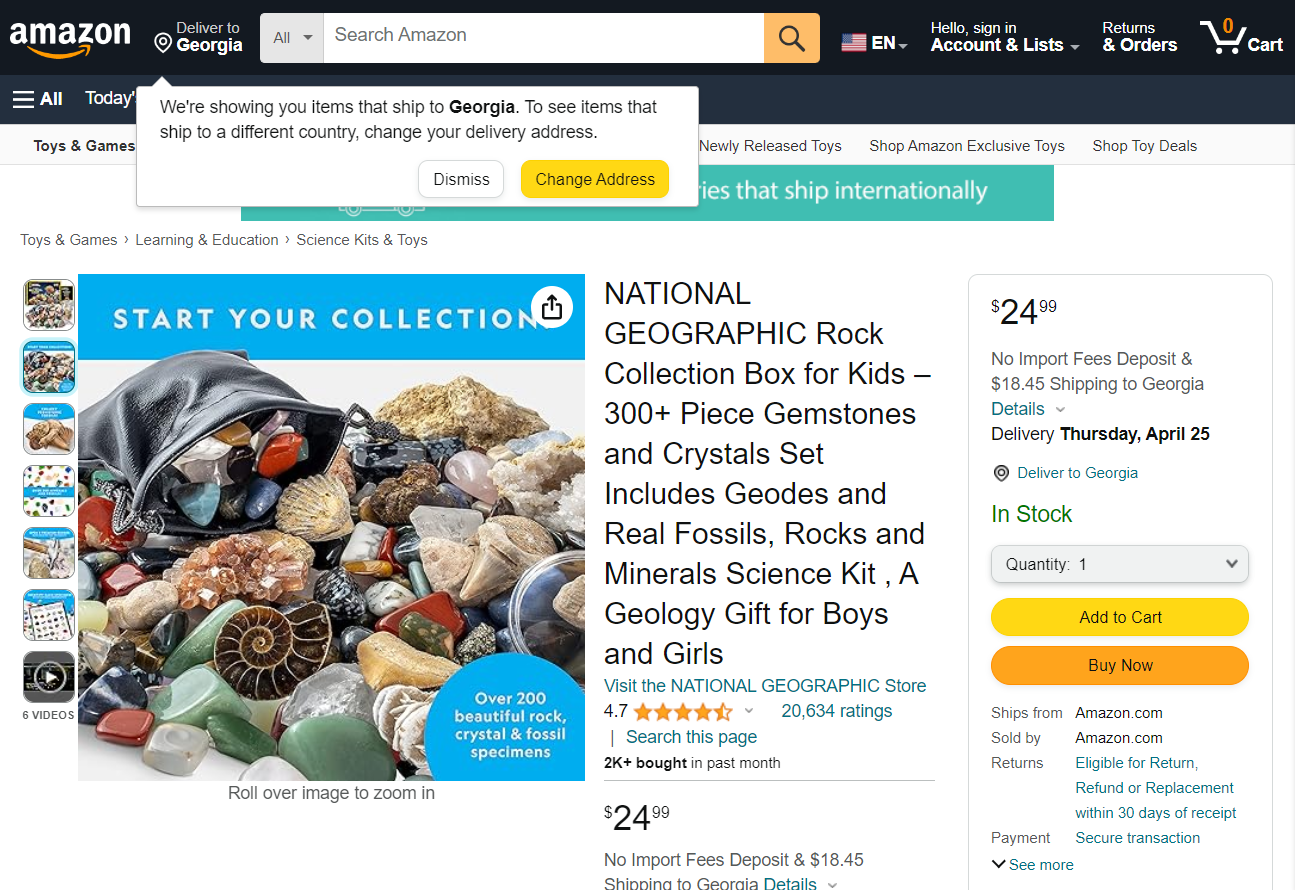 amazon
Deliver to
Georgia
All
Search Amazon
EN
Hello, sign in
Account & Lists
Returns
& Orders
0
Cart
All
Today'
We're showing you items that ship to Georgia. To see items that
ship to a different country, change your delivery address.
Dismiss
Change Address
Toys & Games
Newly Released Toys
Shop Amazon Exclusive Toys
Shop Toy Deals
ries that ship internationally
Toys & Games › Learning & Education › Science Kits & Toys
START YOUR COLLECTION
Over 200
beautiful rock,
crystal & fossil
specimens
6 VIDEOS
Roll over image to zoom in
NATIONAL
GEOGRAPHIC Rock
Collection Box for Kids –
300+ Piece Gemstones
and Crystals Set
Includes Geodes and
Real Fossils, Rocks and
Minerals Science Kit , A
Geology Gift for Boys
and Girls
Visit the NATIONAL GEOGRAPHIC Store
4.7
20,634 ratings
| Search this page
2K+ bought in past month
$24 99
No Import Fees Deposit & $18.45
Shipping to Georgia Details
$24 99
No Import Fees Deposit &
$18.45 Shipping to Georgia
Details
Delivery Thursday, April 25
Deliver to Georgia
In Stock
Quantity: 1
Add to Cart
Buy Now
Ships from Amazon.com
Sold by Amazon.com
Returns Eligible for Return,
Refund or Replacement
within 30 days of receipt
Payment Secure transaction
See more